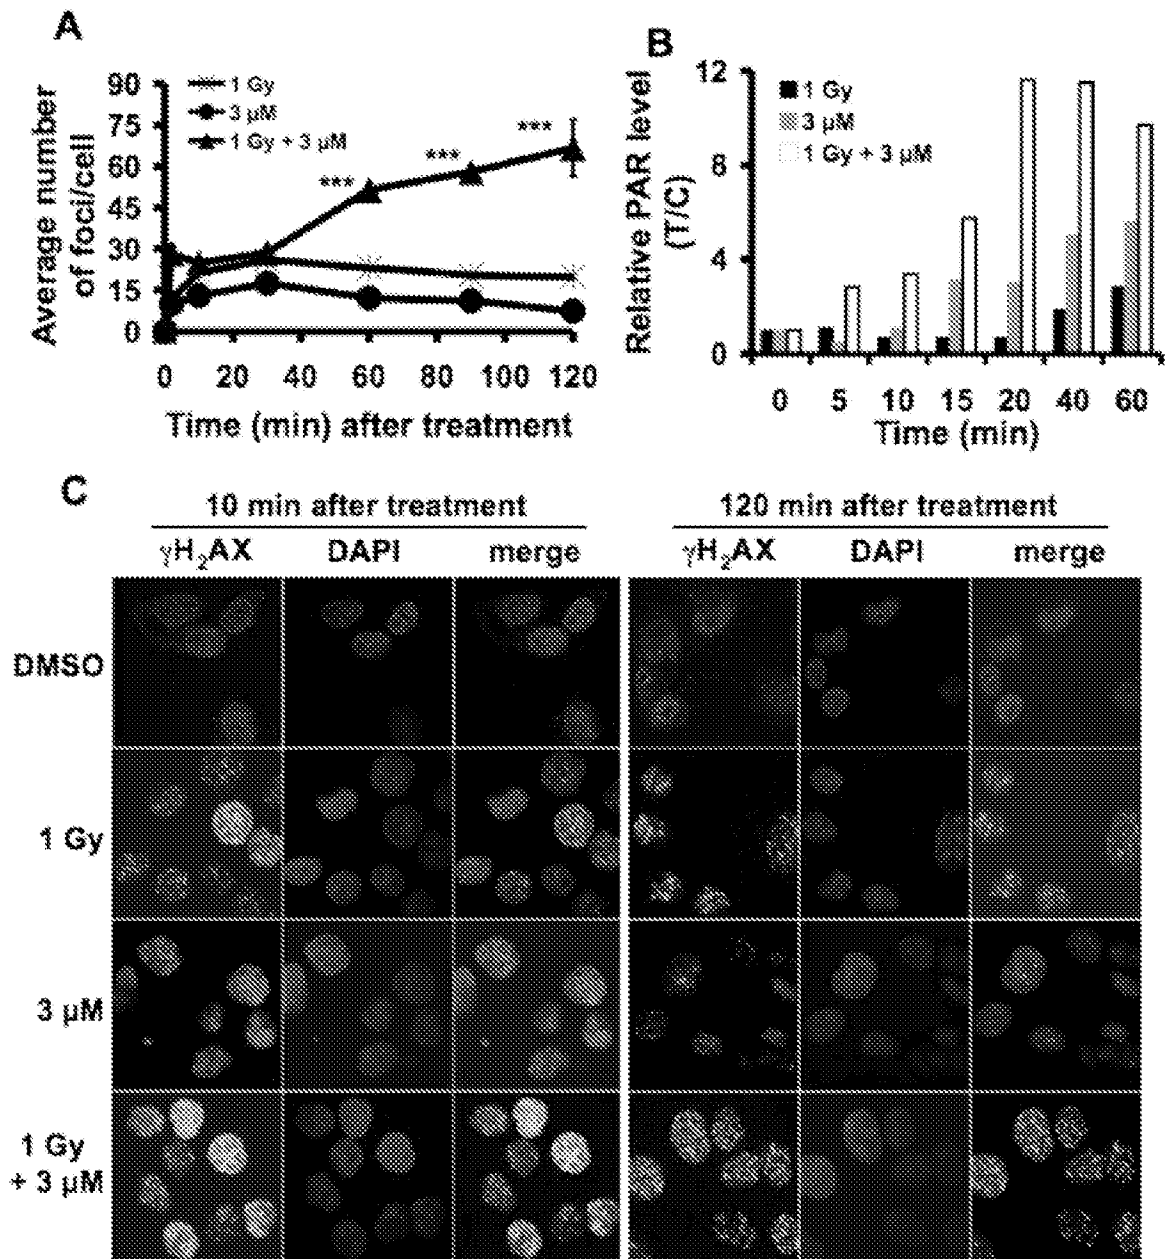 A
90
75
60
45
30
15
0
Average number
of foci/cell
1 Gy
3 µM
1 Gy + 3 µM
***
***
***
0 20 40 60 80 100 120
Time (min) after treatment
B
12
8
4
0
Relative PAR level
(T/C)
1 Gy
3 µM
1 Gy + 3 µM
0 5 10 15 20 40 60
Time (min)
C
10 min after treatment
120 min after treatment
γH₂AX DAPI merge
γH₂AX DAPI merge
DMSO
1 Gy
3 µM
1 Gy
+ 3 µM